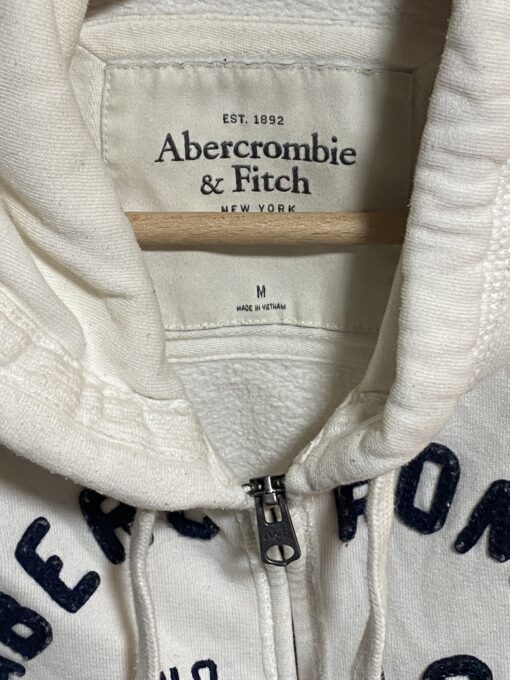 EST. 1892
Abercrombie
& Fitch
NEW YORK
M
MADE IN VIETNAM